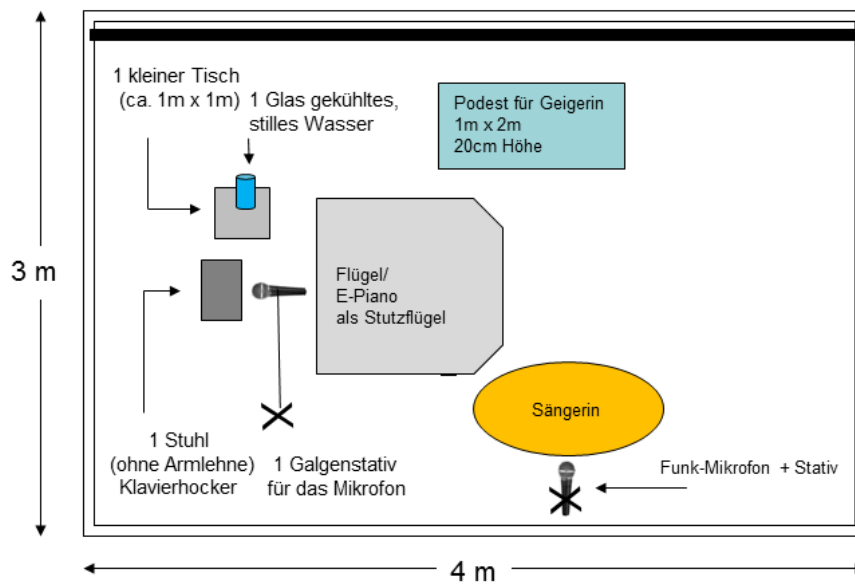 1 kleiner Tisch
(ca. 1m x 1m)
1 Glas gekühltes,
stilles Wasser
Podest für Geigerin
1m x 2m
20cm Höhe
3 m
Flügel/
E-Piano
als Stutzflügel
Sängerin
1 Stuhl
(ohne Armlehne)
Klavierhocker
1 Galgenstativ
für das Mikrofon
Funk-Mikrofon + Stativ
4 m